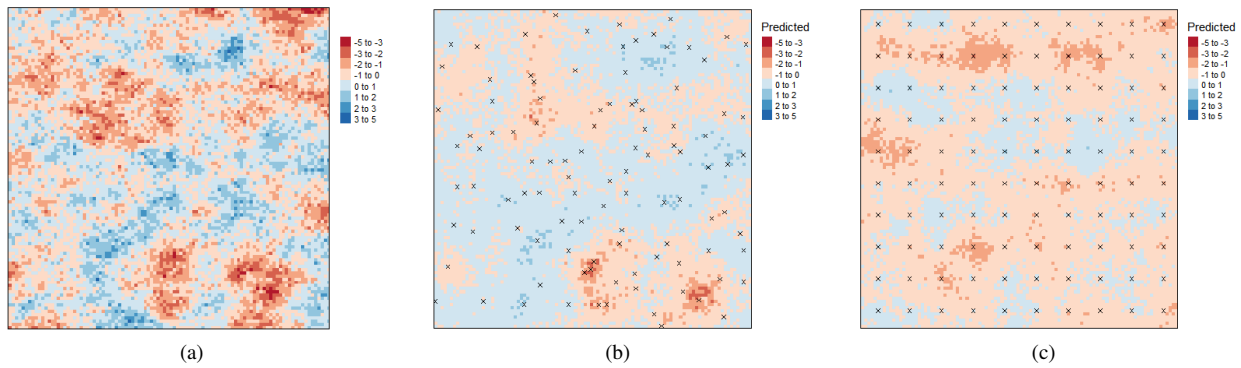 -5 to -3
-3 to -2
-2 to -1
-1 to 0
0 to 1
1 to 2
2 to 3
3 to 5
(a)
Predicted
-5 to -3
-3 to -2
-2 to -1
-1 to 0
0 to 1
1 to 2
2 to 3
3 to 5
(b)
Predicted
-5 to -3
-3 to -2
-2 to -1
-1 to 0
0 to 1
1 to 2
2 to 3
3 to 5
(c)